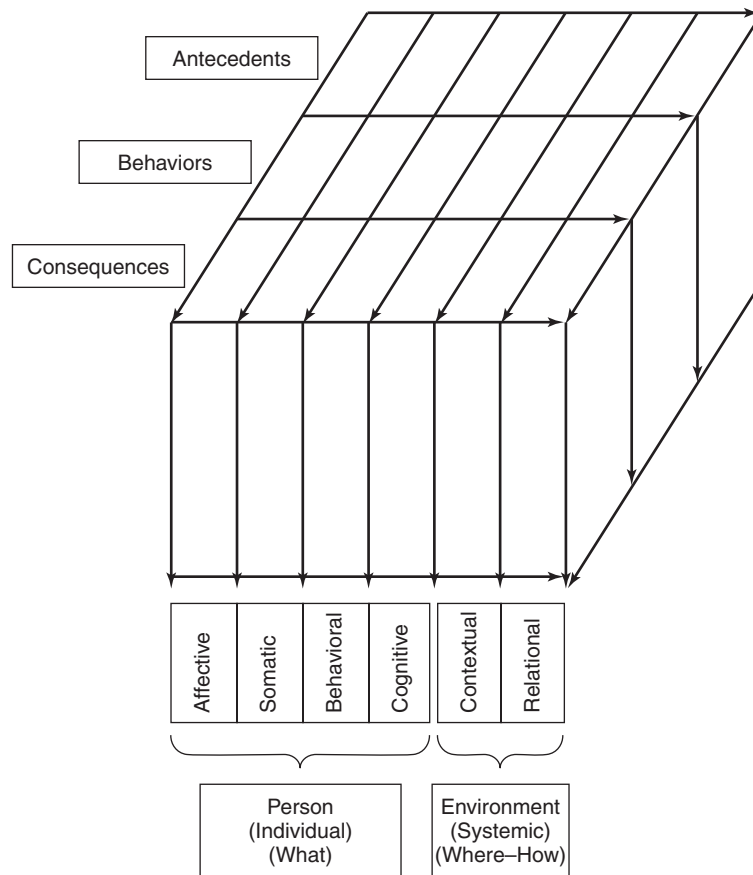 Antecedents
Behaviors
Consequences
Affective
Somatic
Behavioral
Cognitive
Contextual
Relational
Person
(Individual)
(What)
Environment
(Systemic)
(Where–How)